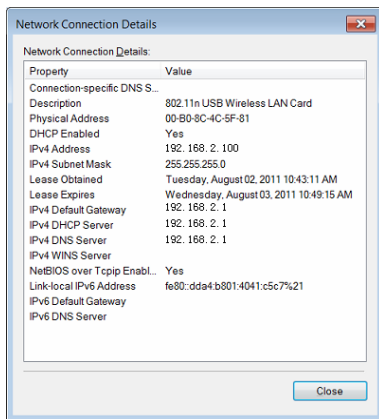 Network Connection Details
Network Connection Details:
Property Value
Connection-specific DNS S...
Description 802.11n USB Wireless LAN Card
Physical Address 00-B0-8C-4C-5F-81
DHCP Enabled Yes
IPv4 Address 192. 168. 2. 100
IPv4 Subnet Mask 255.255.255.0
Lease Obtained Tuesday, August 02, 2011 10:43:11 AM
Lease Expires Wednesday, August 03, 2011 10:49:15 AM
IPv4 Default Gateway 192. 168. 2. 1
IPv4 DHCP Server 192. 168. 2. 1
IPv4 DNS Server 192. 168. 2. 1
IPv4 WINS Server
NetBIOS over Tcpip Enabl... Yes
Link-local IPv6 Address fe80::dda4:b801:4041:c5c7%21
IPv6 Default Gateway
IPv6 DNS Server
Close